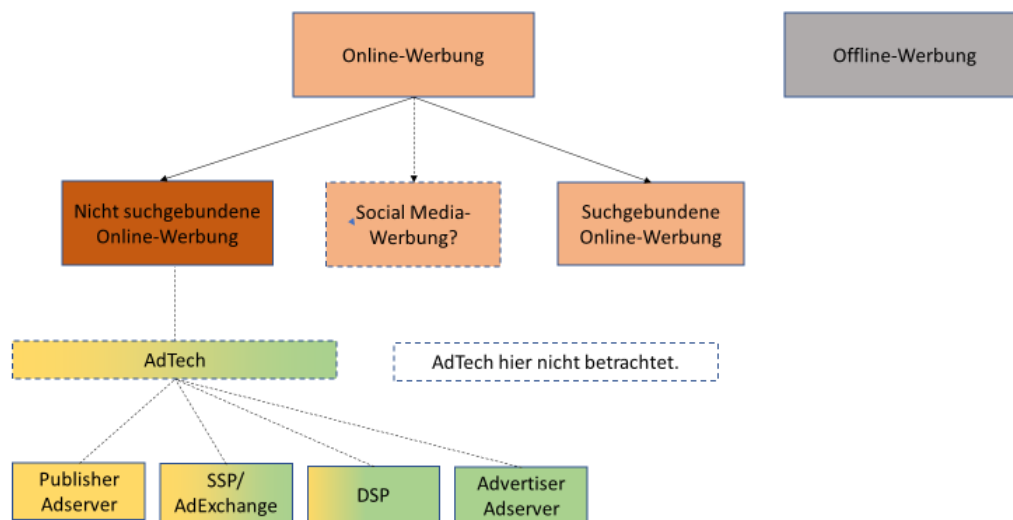 Online-Werbung
Offline-Werbung
Nicht suchgebundene
Online-Werbung
Social Media-
Werbung?
Suchgebundene
Online-Werbung
AdTech
AdTech hier nicht betrachtet.
Publisher
Adserver
SSP/
AdExchange
DSP
Advertiser
Adserver